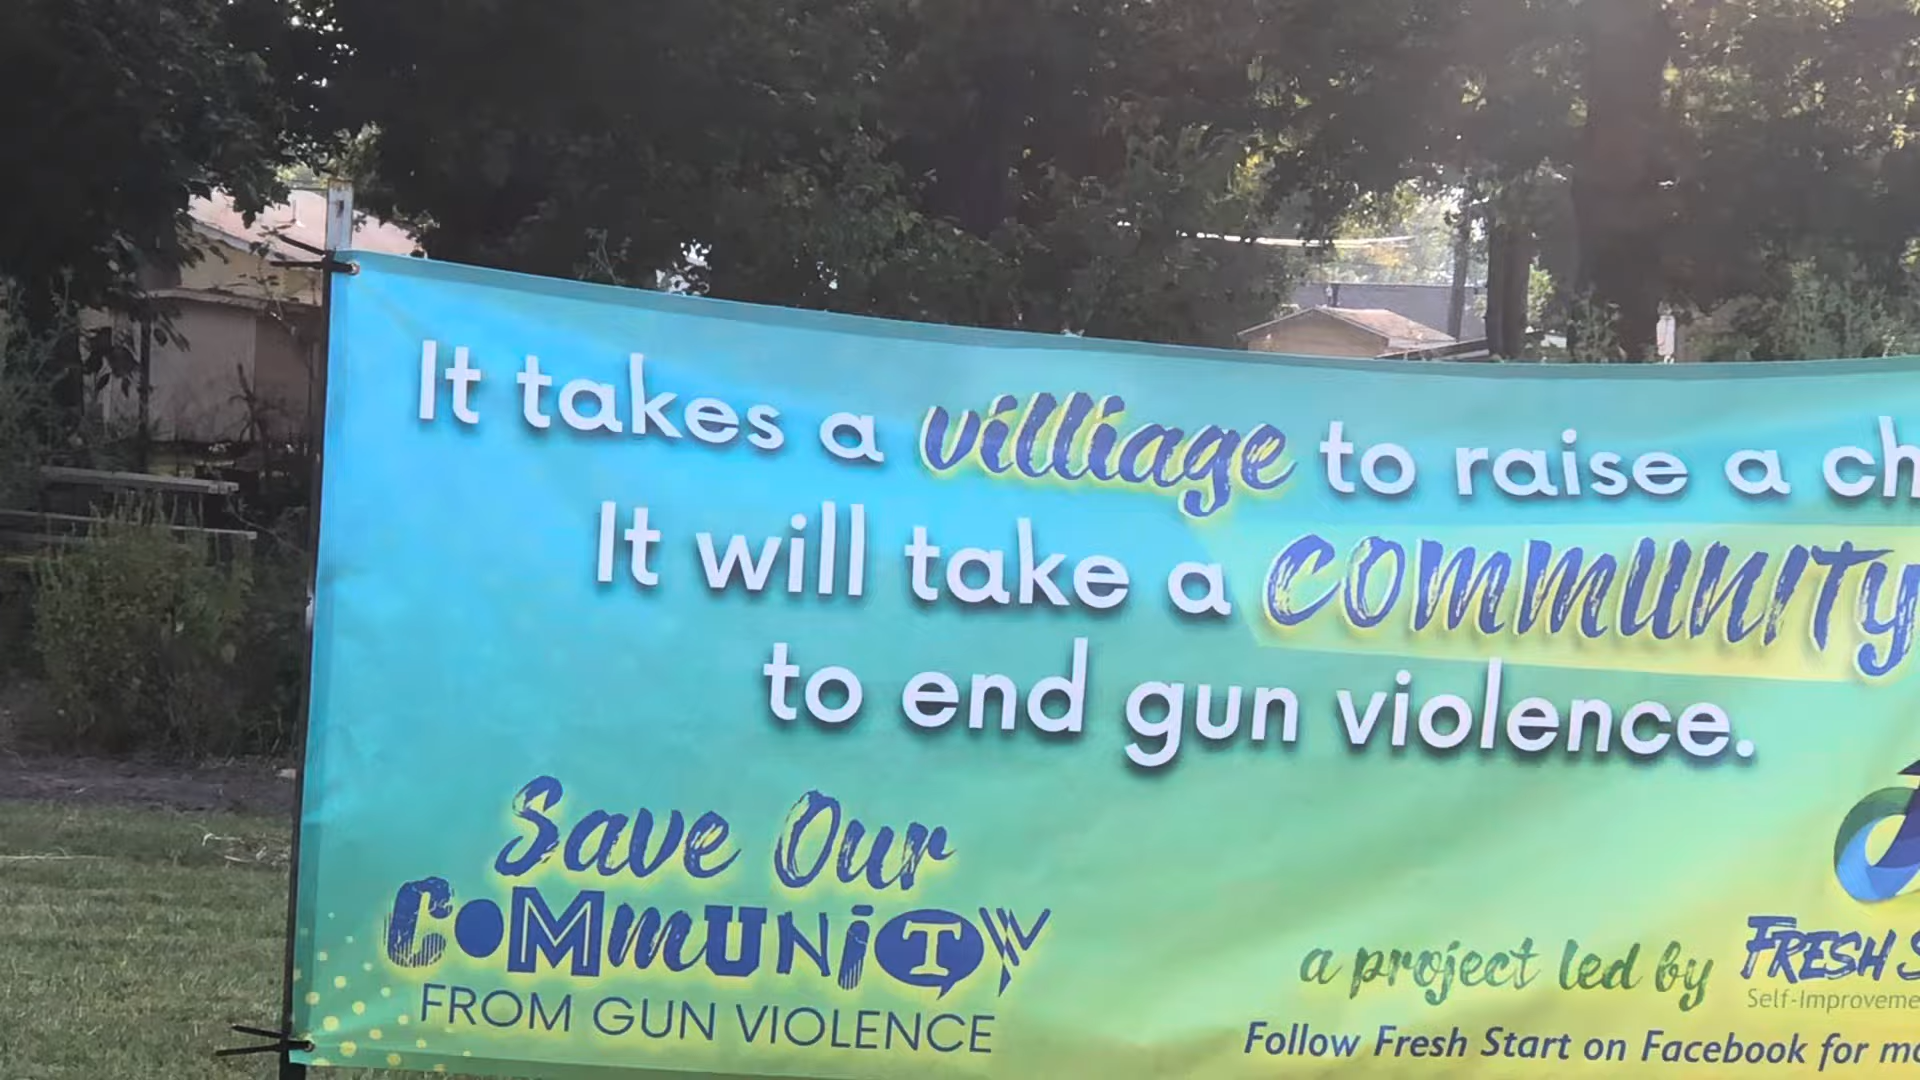 It takes a villiage to raise a ch
It will take a COMMUNITY
to end gun violence.
Save Our
COMMUNITY
FROM GUN VIOLENCE
a project led by FRESH S
Self-Improveme
Follow Fresh Start on Facebook for mo